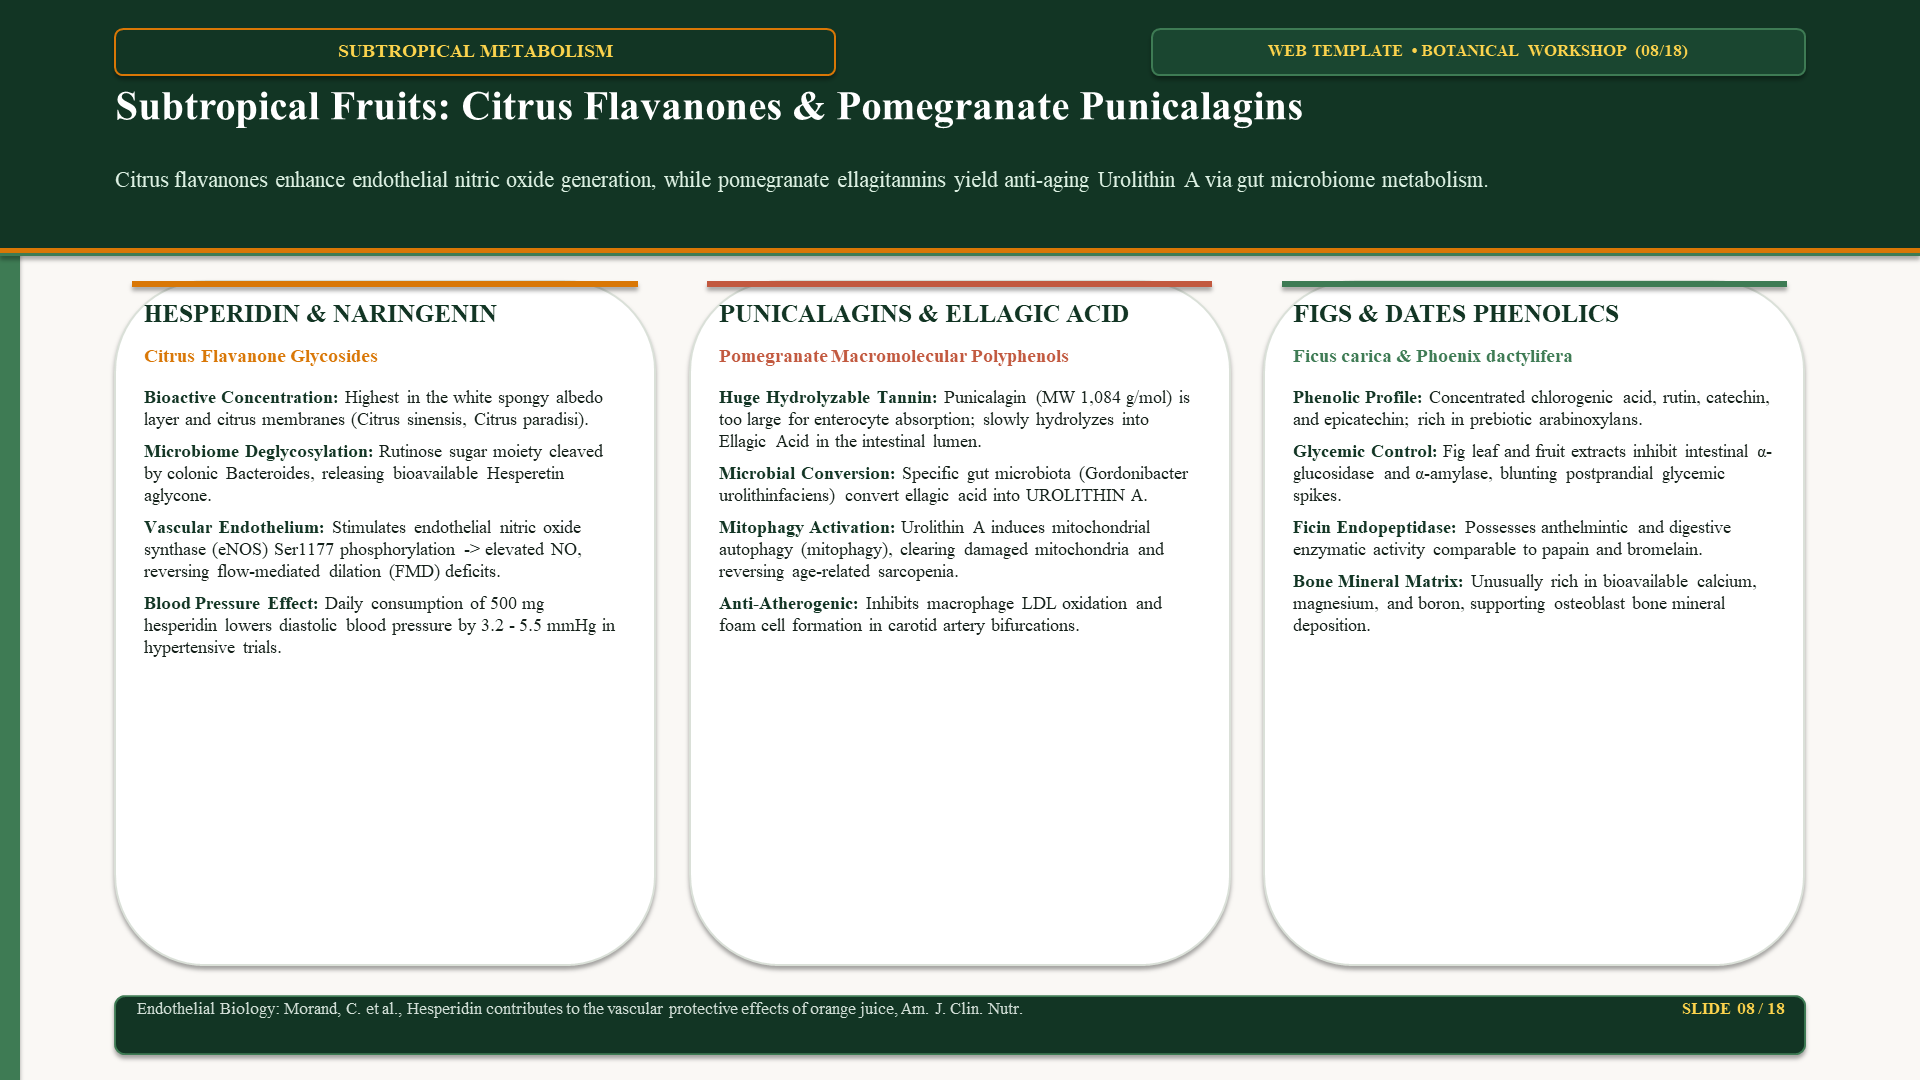 SUBTROPICAL METABOLISM
WEB TEMPLATE • BOTANICAL WORKSHOP (08/18)
Subtropical Fruits: Citrus Flavanones & Pomegranate Punicalagins
Citrus flavanones enhance endothelial nitric oxide generation, while pomegranate ellagitannins yield anti-aging Urolithin A via gut microbiome metabolism.
HESPERIDIN & NARINGENIN
Citrus Flavanone Glycosides
Bioactive Concentration: Highest in the white spongy albedo
layer and citrus membranes (Citrus sinensis, Citrus paradisi).
Microbiome Deglycosylation: Rutinose sugar moiety cleaved
by colonic Bacteroides, releasing bioavailable Hesperetin
aglycone.
Vascular Endothelium: Stimulates endothelial nitric oxide
synthase (eNOS) Ser1177 phosphorylation -> elevated NO,
reversing flow-mediated dilation (FMD) deficits.
Blood Pressure Effect: Daily consumption of 500 mg
hesperidin lowers diastolic blood pressure by 3.2 - 5.5 mmHg in
hypertensive trials.
PUNICALAGINS & ELLAGIC ACID
Pomegranate Macromolecular Polyphenols
Huge Hydrolyzable Tannin: Punicalagin (MW 1,084 g/mol) is
too large for enterocyte absorption; slowly hydrolyzes into
Ellagic Acid in the intestinal lumen.
Microbial Conversion: Specific gut microbiota (Gordonibacter
urolithinfaciens) convert ellagic acid into UROLITHIN A.
Mitophagy Activation: Urolithin A induces mitochondrial
autophagy (mitophagy), clearing damaged mitochondria and
reversing age-related sarcopenia.
Anti-Atherogenic: Inhibits macrophage LDL oxidation and
foam cell formation in carotid artery bifurcations.
FIGS & DATES PHENOLICS
Ficus carica & Phoenix dactylifera
Phenolic Profile: Concentrated chlorogenic acid, rutin, catechin,
and epicatechin; rich in prebiotic arabinoxylans.
Glycemic Control: Fig leaf and fruit extracts inhibit intestinal α-
glucosidase and α-amylase, blunting postprandial glycemic
spikes.
Ficin Endopeptidase: Possesses anthelmintic and digestive
enzymatic activity comparable to papain and bromelain.
Bone Mineral Matrix: Unusually rich in bioavailable calcium,
magnesium, and boron, supporting osteoblast bone mineral
deposition.
Endothelial Biology: Morand, C. et al., Hesperidin contributes to the vascular protective effects of orange juice, Am. J. Clin. Nutr.
SLIDE 08 / 18